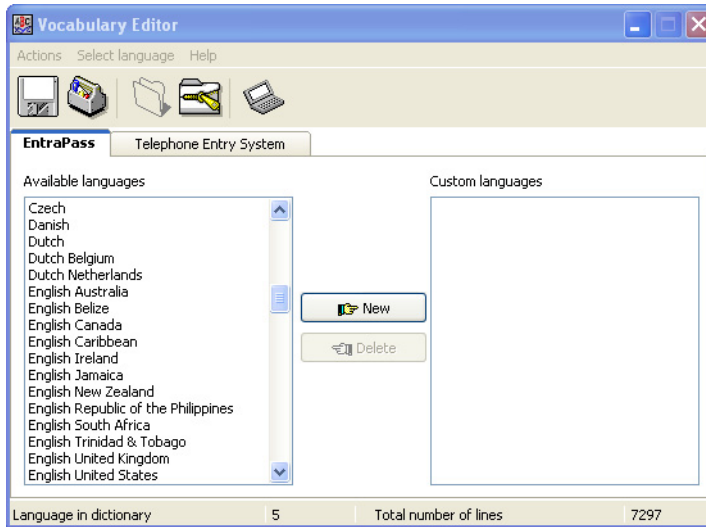 Vocabulary Editor
Actions Select language Help
EntraPass Telephone Entry System
Available languages Custom languages
Czech
Danish
Dutch
Dutch Belgium
Dutch Netherlands
English Australia
English Belize
English Canada
English Caribbean
English Ireland
English Jamaica
English New Zealand
English Republic of the Philippines
English South Africa
English Trinidad & Tobago
English United Kingdom
English United States
New
Delete
Language in dictionary 5 Total number of lines 7297